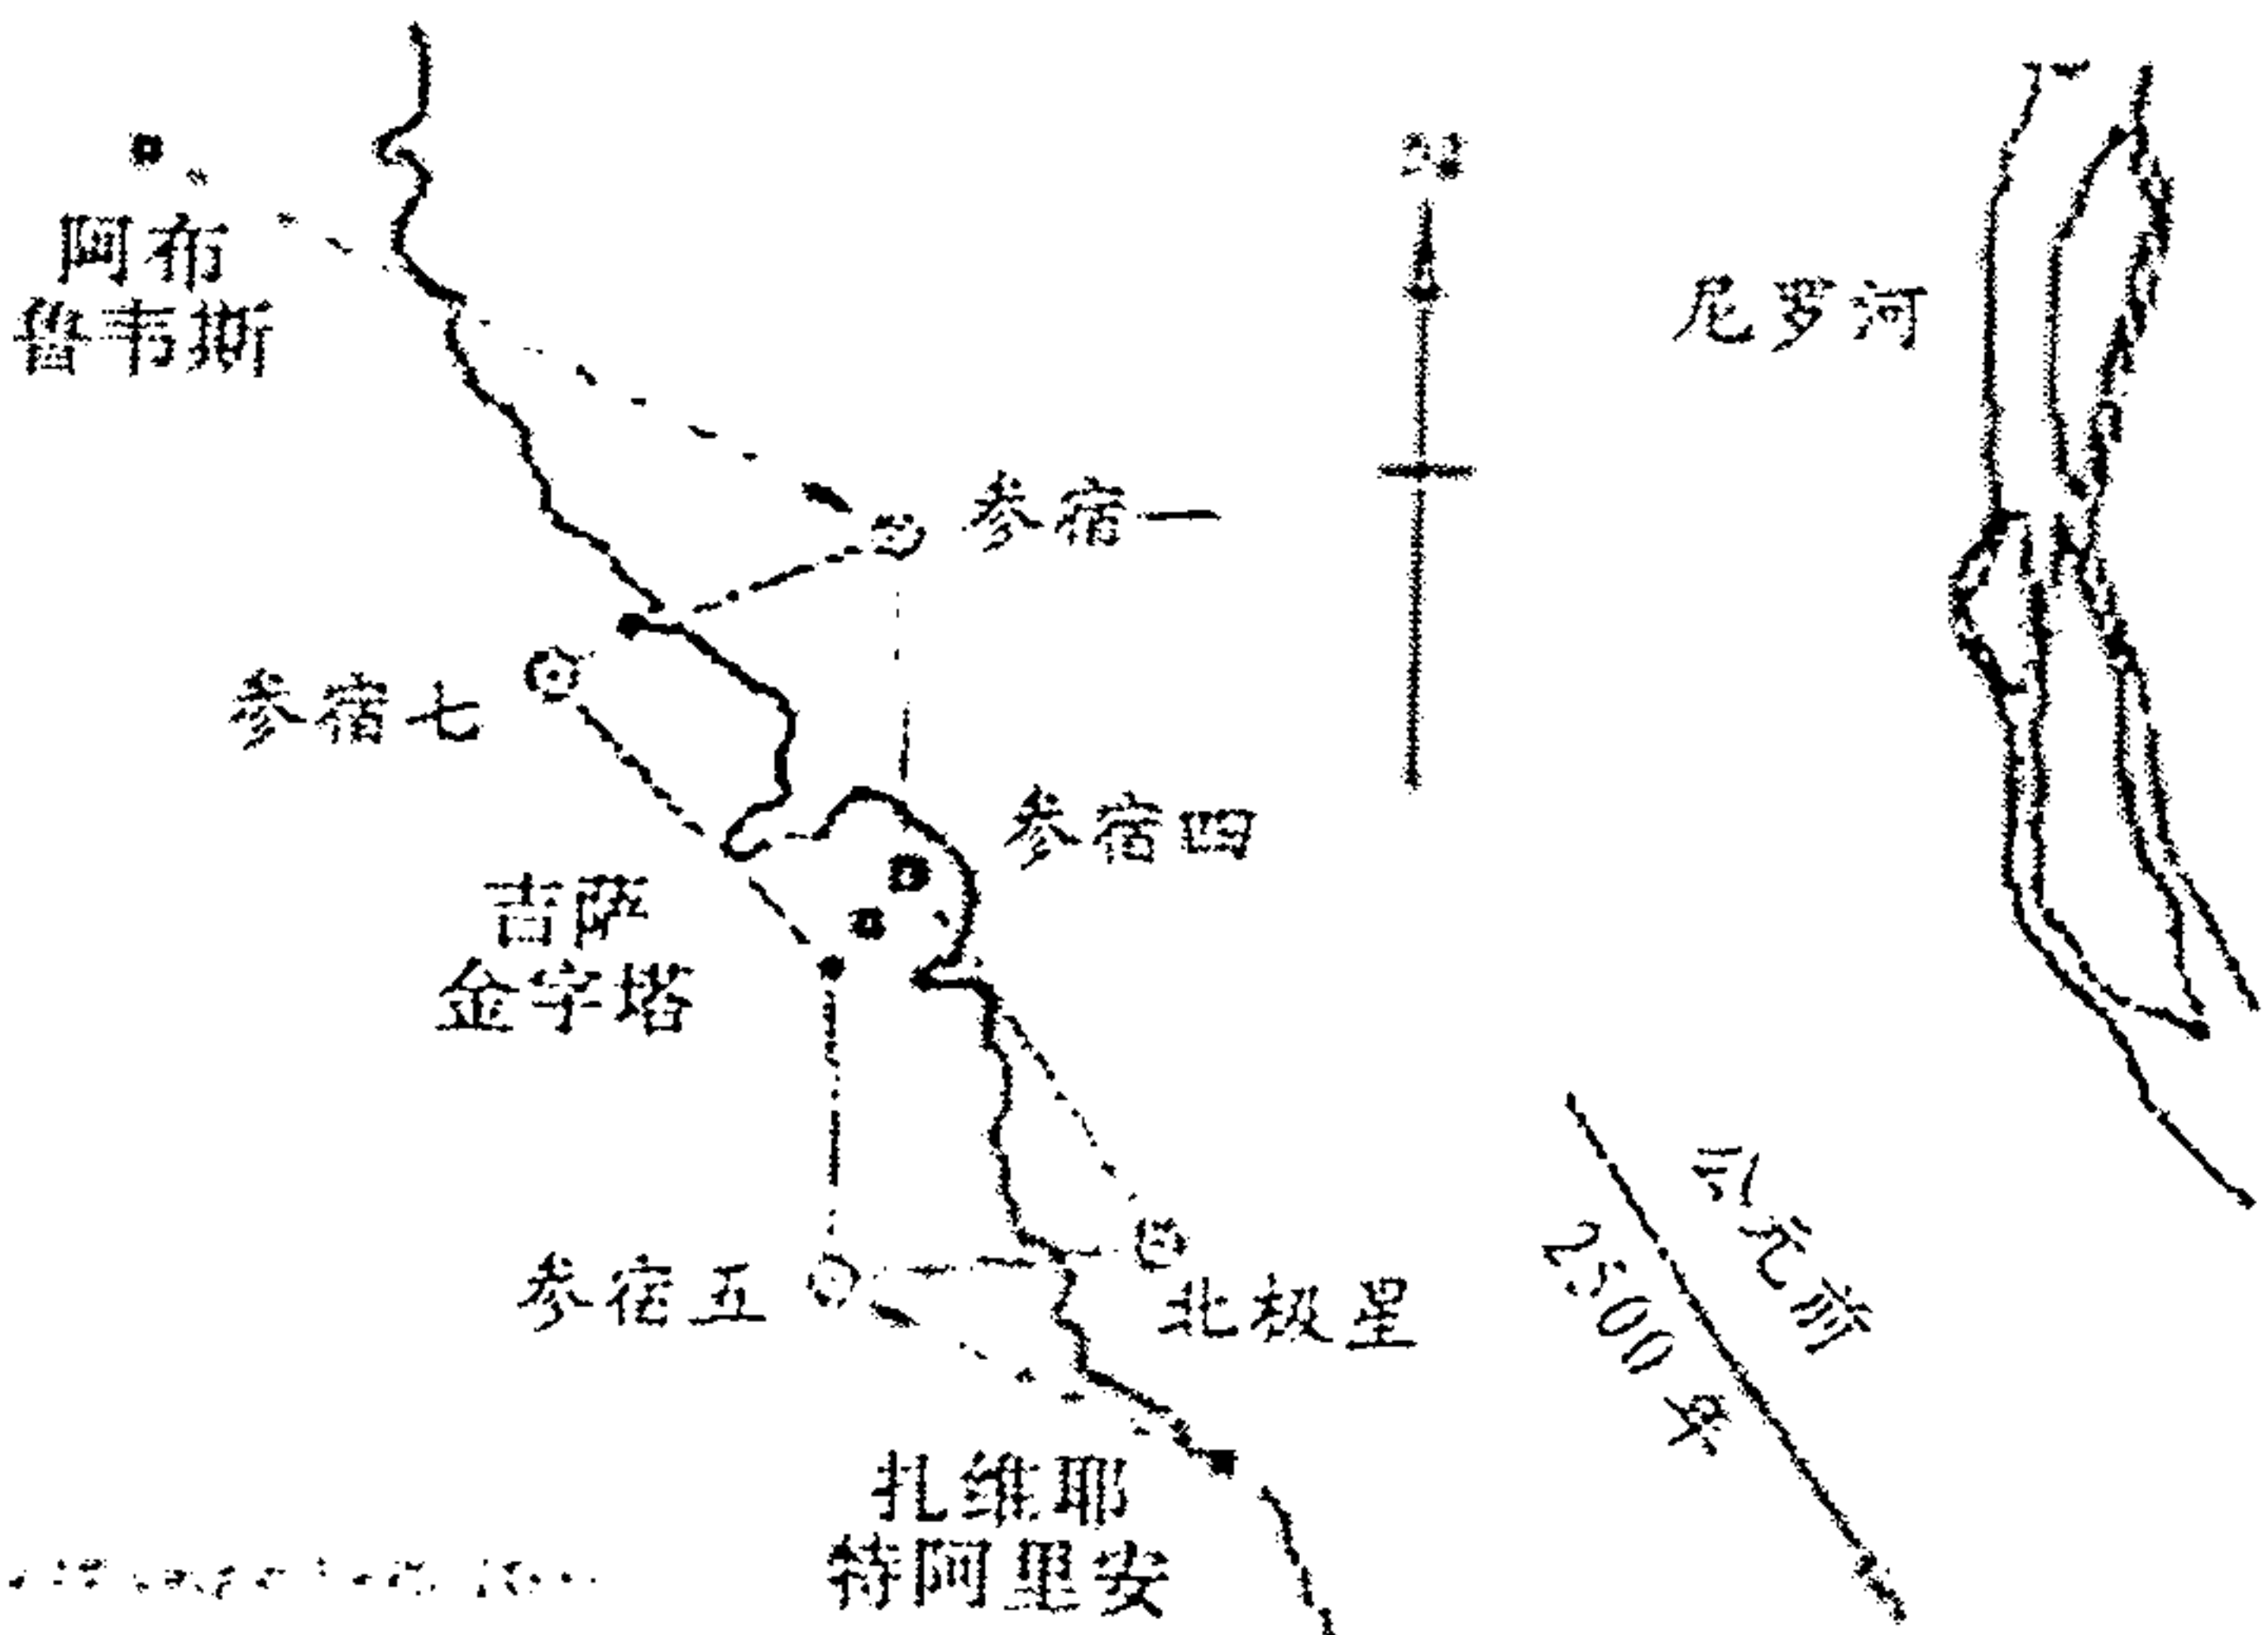 北
阿布
鲁韦斯
尼罗河
参宿一
参宿七
参宿四
吉萨
金字塔
公元前
2500年
参宿五
北极星
扎维耶
特阿里安